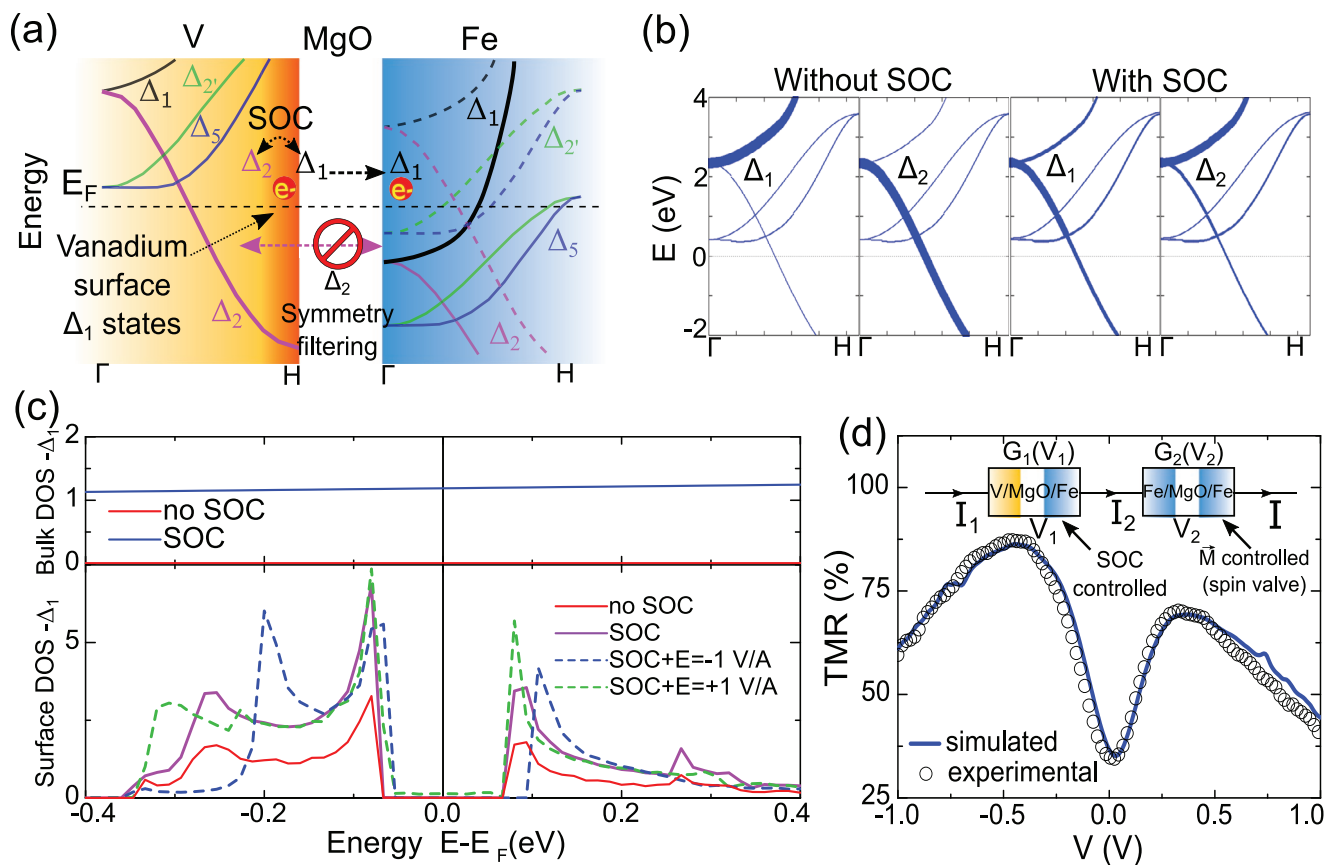 (a)
V
MgO
Fe
Δ1
Δ2'
SOC
Δ5
Δ2
Δ1
Δ1
Δ1
Δ2'
EF
e-
e-
Energy
Vanadium
surface
Δ1 states
Δ2
Δ2
Symmetry
filtering
Δ5
Δ2
Γ
H
Γ
H
(b)
Without SOC
With SOC
E (eV)
4
2
0
-2
Δ1
Δ2
Δ1
Δ2
Γ
H Γ
H Γ
H Γ
H
(c)
Bulk DOS -Δ1
2
1
0
no SOC
SOC
Surface DOS -Δ1
5
0
no SOC
SOC
SOC+E=-1 V/A
SOC+E=+1 V/A
-0.4
-0.2
0.0
0.2
0.4
Energy E-EF(eV)
(d)
TMR (%)
100
75
50
25
G1(V1)
G2(V2)
V/MgO/Fe
Fe/MgO/Fe
I1
V1
I2
V2
I
SOC
controlled
M⃗ controlled
(spin valve)
simulated
experimental
-1.0
-0.5
0.0
0.5
1.0
V (V)